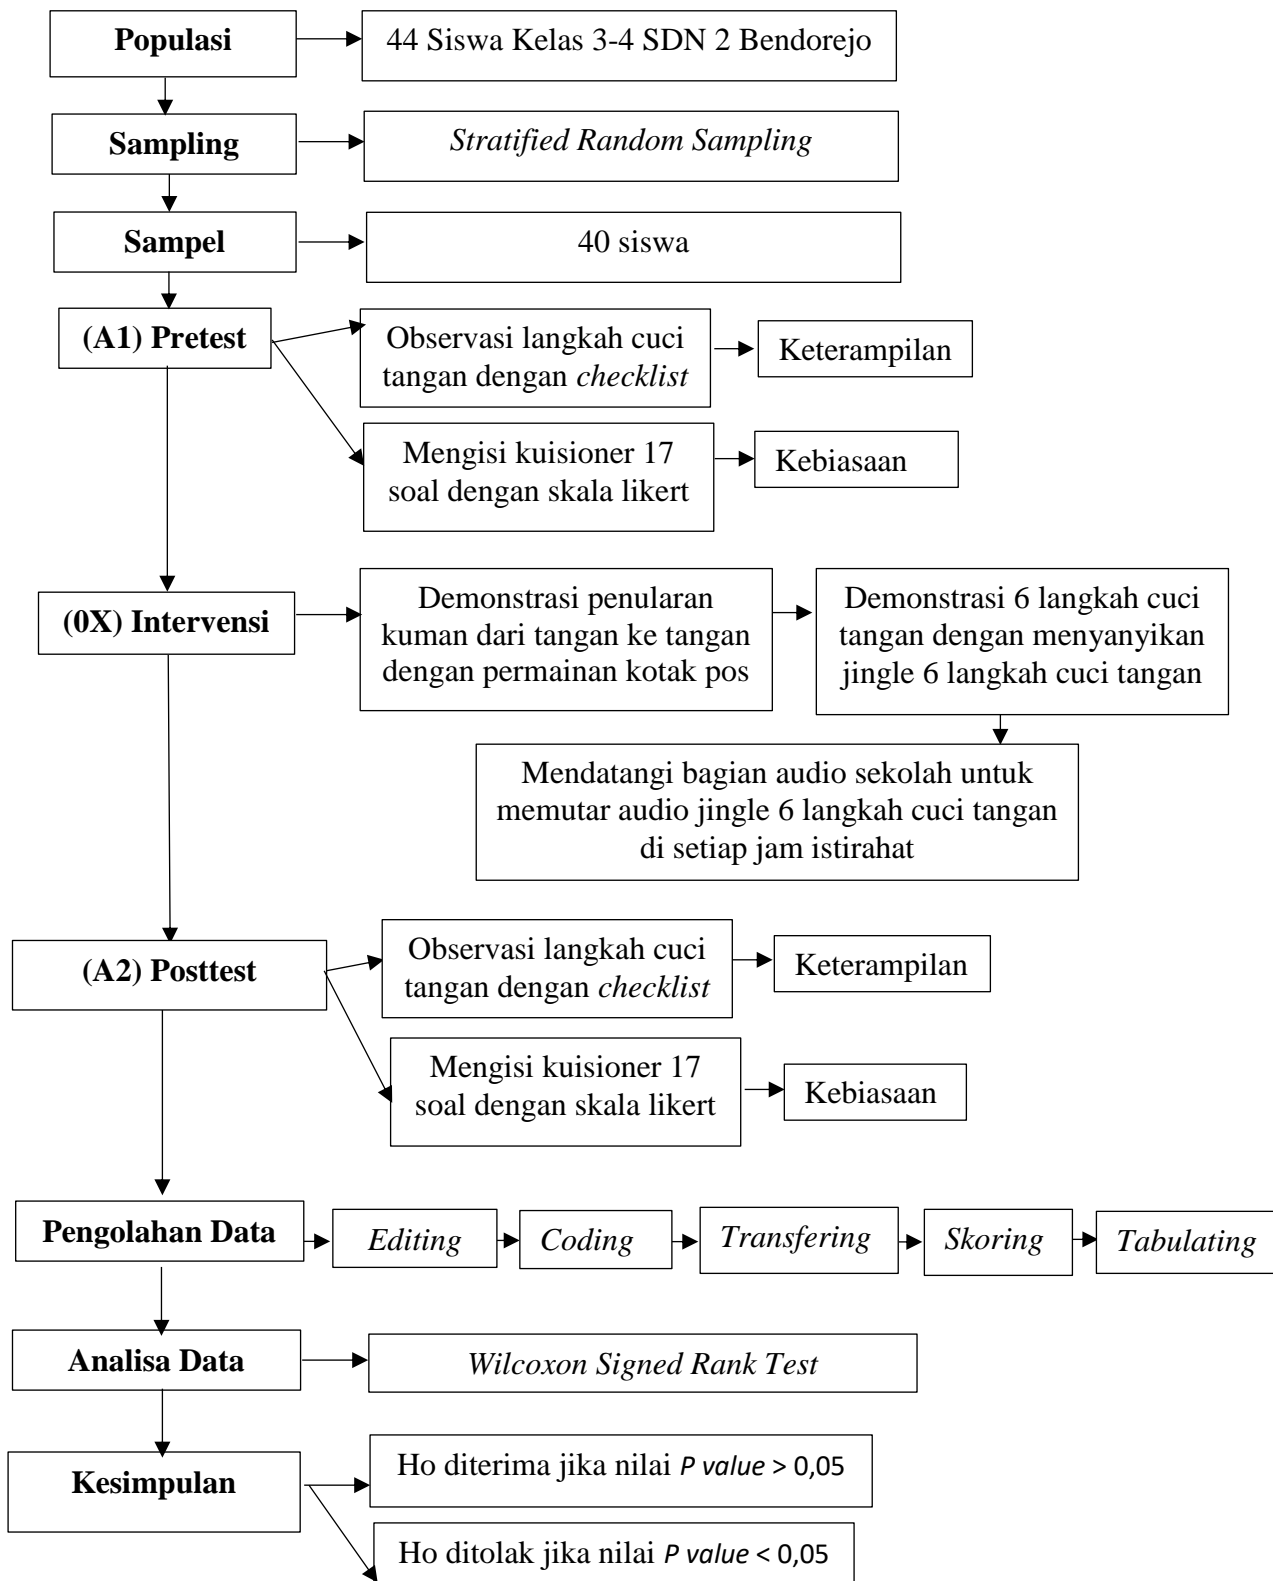 Populasi
44 Siswa Kelas 3-4 SDN 2 Bendorejo
Sampling
Stratified Random Sampling
Sampel
40 siswa
(A1) Pretest
Observasi langkah cuci
tangan dengan checklist
Keterampilan
Mengisi kuisioner 17
soal dengan skala likert
Kebiasaan
(0X) Intervensi
Demonstrasi penularan
kuman dari tangan ke tangan
dengan permainan kotak pos
Demonstrasi 6 langkah cuci
tangan dengan menyanyikan
jingle 6 langkah cuci tangan
Mendatangi bagian audio sekolah untuk
memutar audio jingle 6 langkah cuci tangan
di setiap jam istirahat
(A2) Posttest
Observasi langkah cuci
tangan dengan checklist
Keterampilan
Mengisi kuisioner 17
soal dengan skala likert
Kebiasaan
Pengolahan Data
Editing
Coding
Transfering
Skoring
Tabulating
Analisa Data
Wilcoxon Signed Rank Test
Kesimpulan
Ho diterima jika nilai P value > 0,05
Ho ditolak jika nilai P value < 0,05